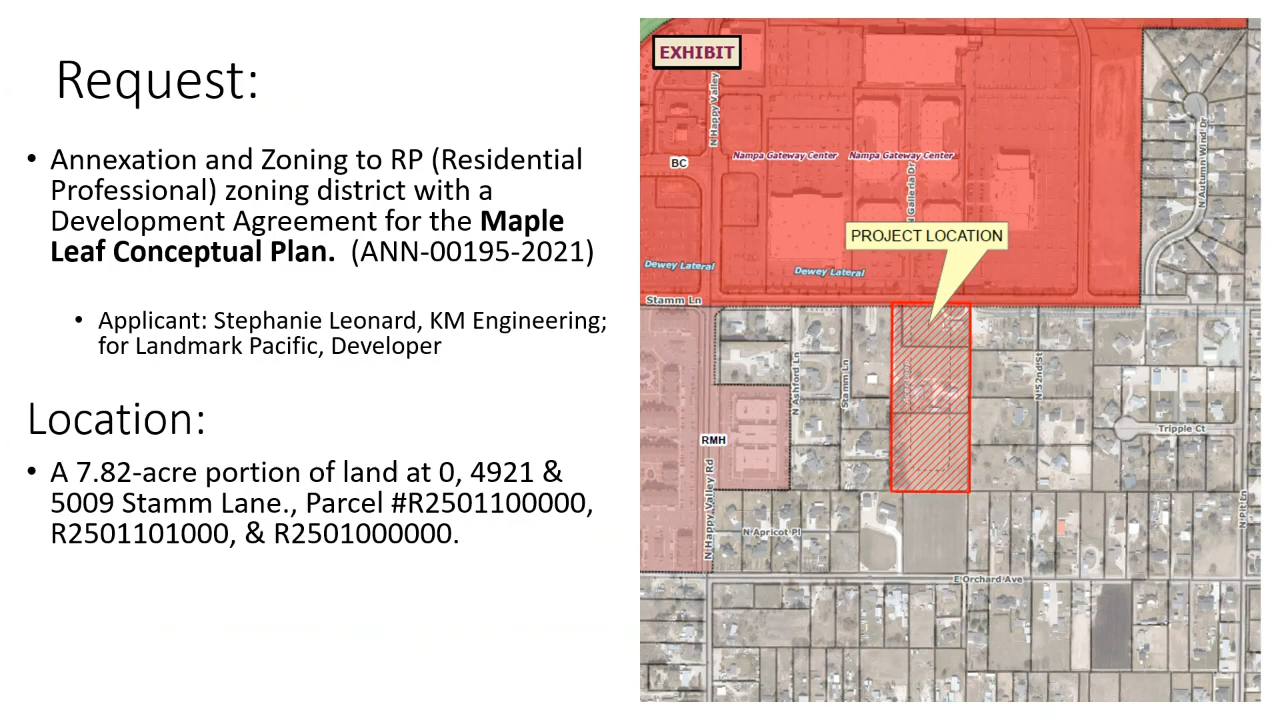 Request:
• Annexation and Zoning to RP (Residential
Professional) zoning district with a
Development Agreement for the Maple
Leaf Conceptual Plan.  (ANN-00195-2021)
• Applicant: Stephanie Leonard, KM Engineering;
for Landmark Pacific, Developer
Location:
• A 7.82-acre portion of land at 0, 4921 &
5009 Stamm Lane., Parcel #R2501100000,
R2501101000, & R2501000000.
EXHIBIT
N Happy Valley
BC
Nampa Gateway Center
Nampa Gateway Center
N Galleria Dr
N Autumn Wind Dr
PROJECT LOCATION
Dewey Lateral
Dewey Lateral
Stamm Ln
N Ashford Ln
Stamm Ln
N 52nd St
Tripple Ct
RMH
N Happy Valley Rd
N Apricot Pl
N Pit Ln
E Orchard Ave